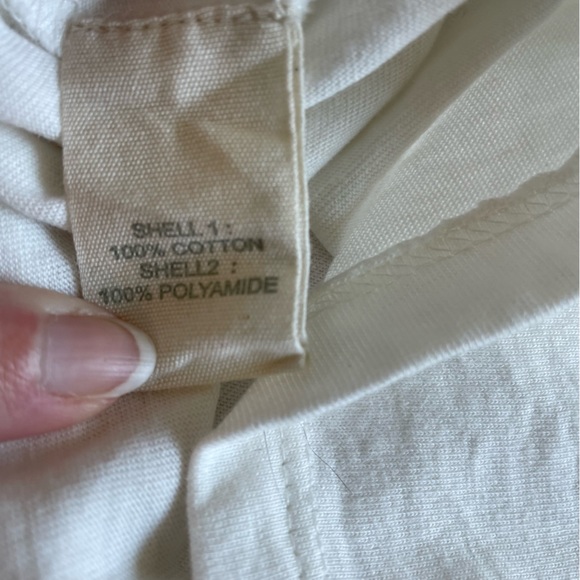 SHELL 1 :
100% COTTON
SHELL2 :
100% POLYAMIDE